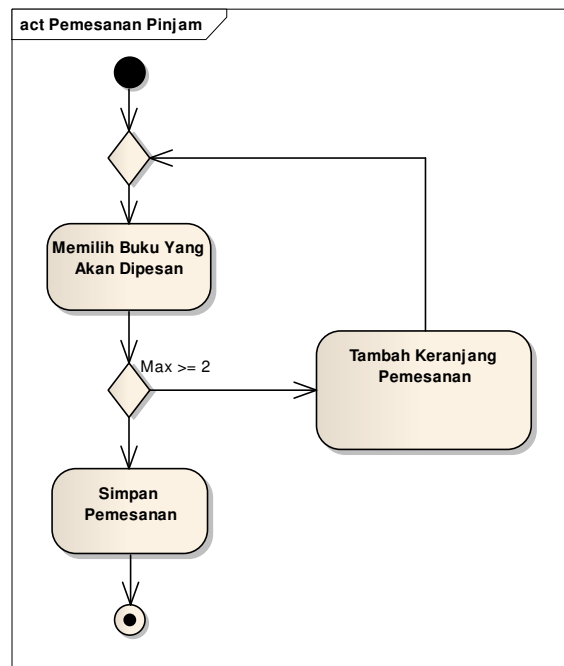 act Pemesanan Pinjam
Memilih Buku Yang
Akan Dipesan
Max >= 2
Tambah Keranjang
Pemesanan
Simpan
Pemesanan